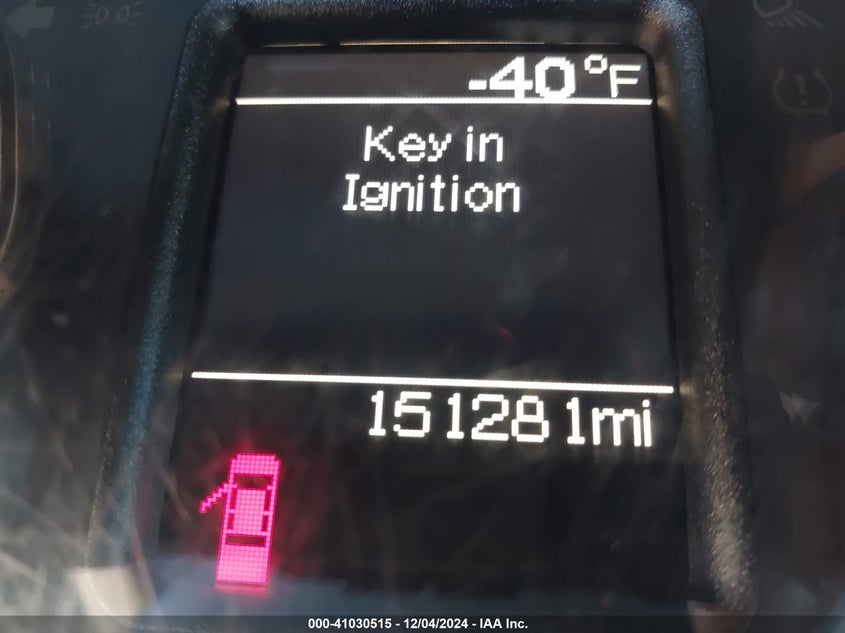 -40°F
Key in
Ignition
151281mi
000-41030515 - 12/04/2024 - IAA Inc.